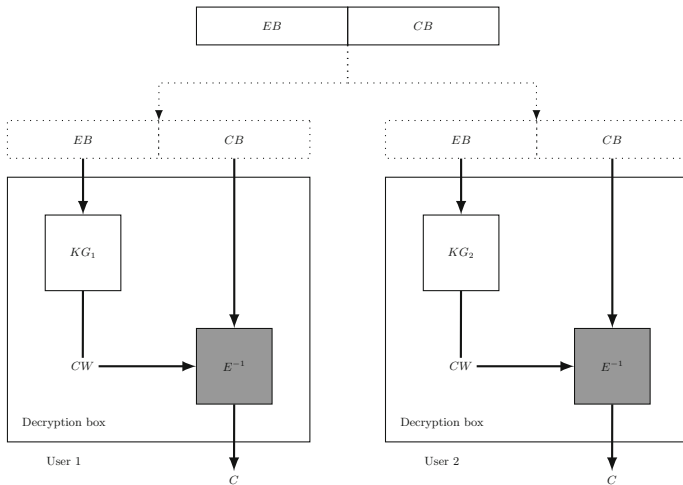 EB CB
EB CB EB CB
KG₁ KG₂
CW E⁻¹ CW E⁻¹
Decryption box Decryption box
User 1 User 2
C C